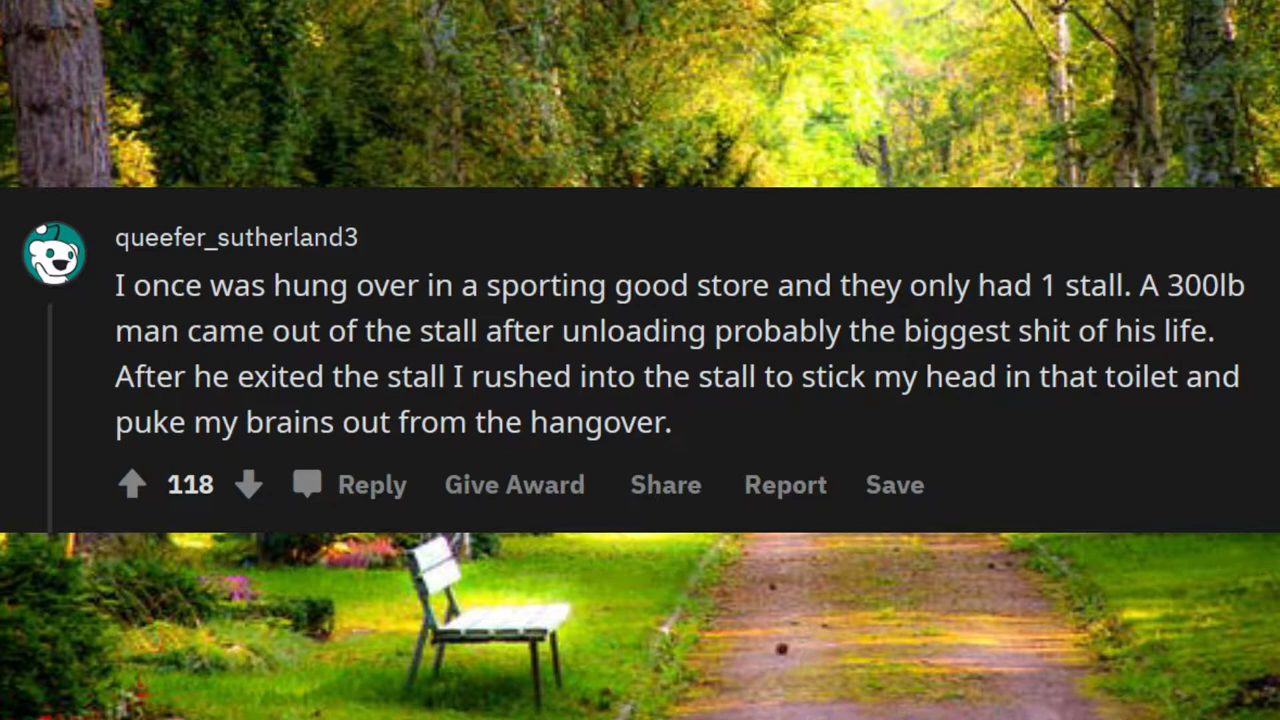 queefer_sutherland3
I once was hung over in a sporting good store and they only had 1 stall. A 300lb
man came out of the stall after unloading probably the biggest shit of his life.
After he exited the stall I rushed into the stall to stick my head in that toilet and
puke my brains out from the hangover.
118 Reply Give Award Share Report Save